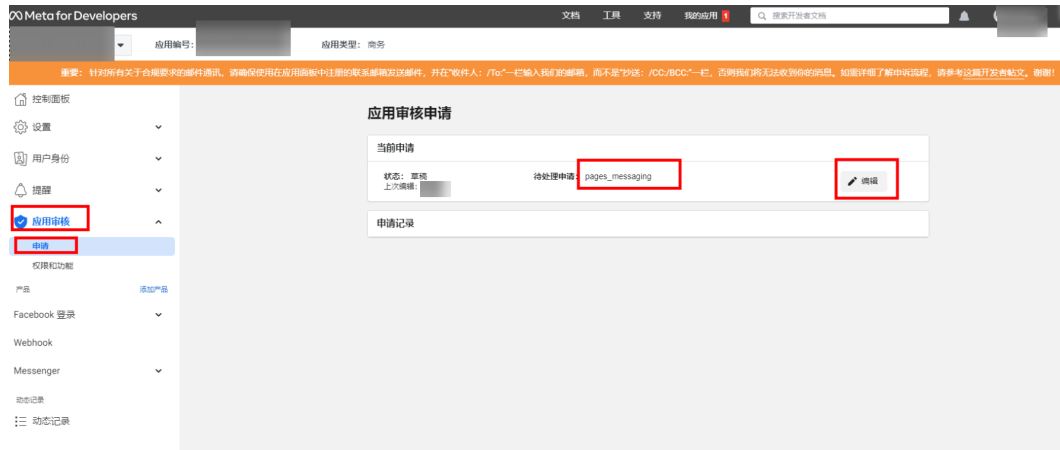 Meta for Developers 文档 工具 支持 我的应用 1 搜索开发者文档
应用编号: 应用类型: 商务
重要: 针对所有关于合规要求的邮件通讯，请确保使用在应用面板中注册的联系邮箱发送邮件，并在"收件人: /To:"一栏输入我们的邮箱，而不是"抄送: /CC:/BCC:"一栏，否则我们将无法收到你的消息。如需详细了解申诉流程，请参考这篇开发者帖文。谢谢!
控制面板
设置
用户身份
提醒
应用审核
申请
权限和功能
产品 添加产品
Facebook 登录
Webhook
Messenger
动态记录
动态记录
应用审核申请
当前申请
状态: 草稿 待处理申请: pages_messaging 编辑
上次编辑:
申请记录